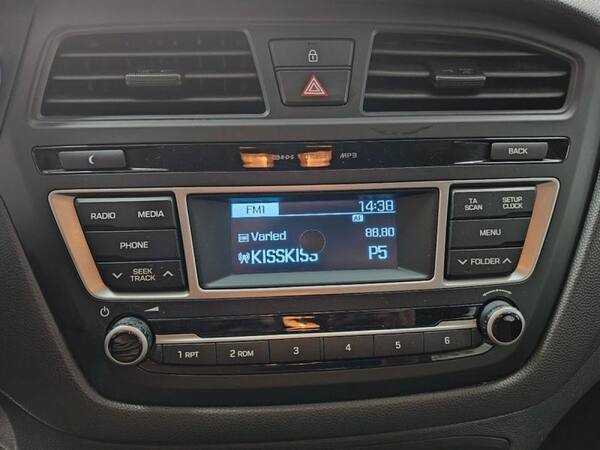 R·D·S
MP3
BACK
RADIO
MEDIA
PHONE
SEEK
TRACK
FM1
14:38
AF
Varied
88.80
KISSKISS
P5
TA
SCAN
SETUP
CLOCK
MENU
FOLDER
1 RPT
2 RDM
3
4
5
6